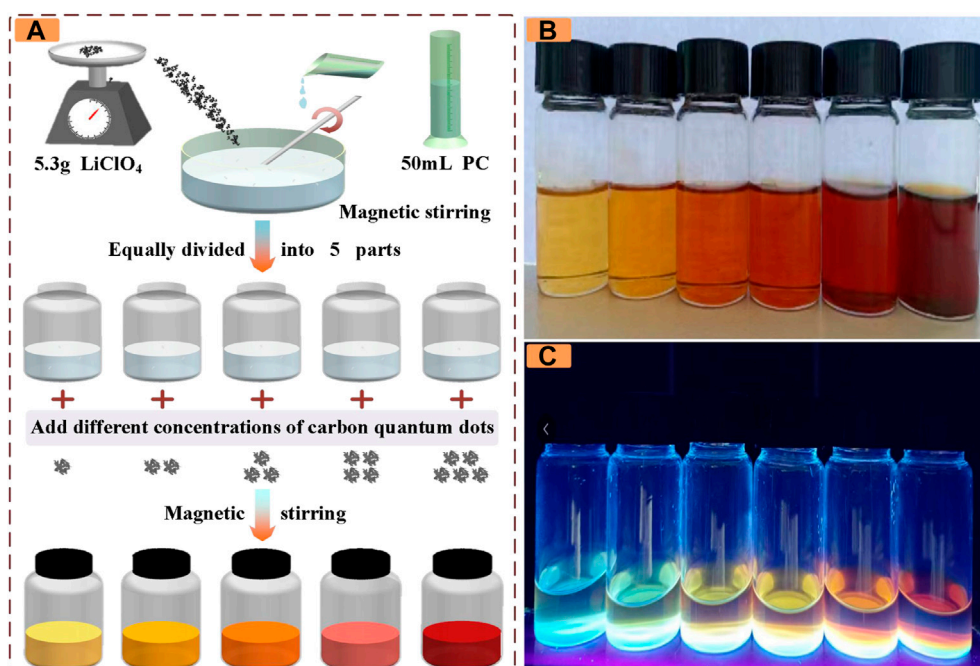 A
5.3g LiClO₄
50mL PC
Magnetic stirring
Equally divided into 5 parts
Add different concentrations of carbon quantum dots
Magnetic stirring
B
C